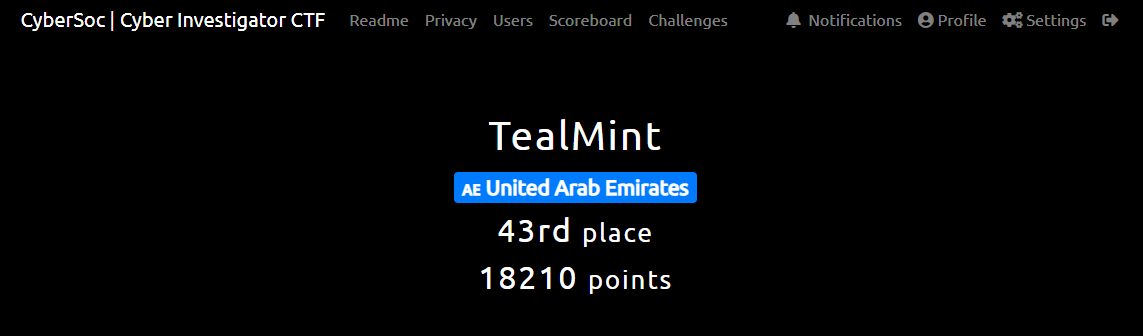 CyberSoc | Cyber Investigator CTF Readme Privacy Users Scoreboard Challenges Notifications Profile Settings
TealMint
AE United Arab Emirates
43rd place
18210 points